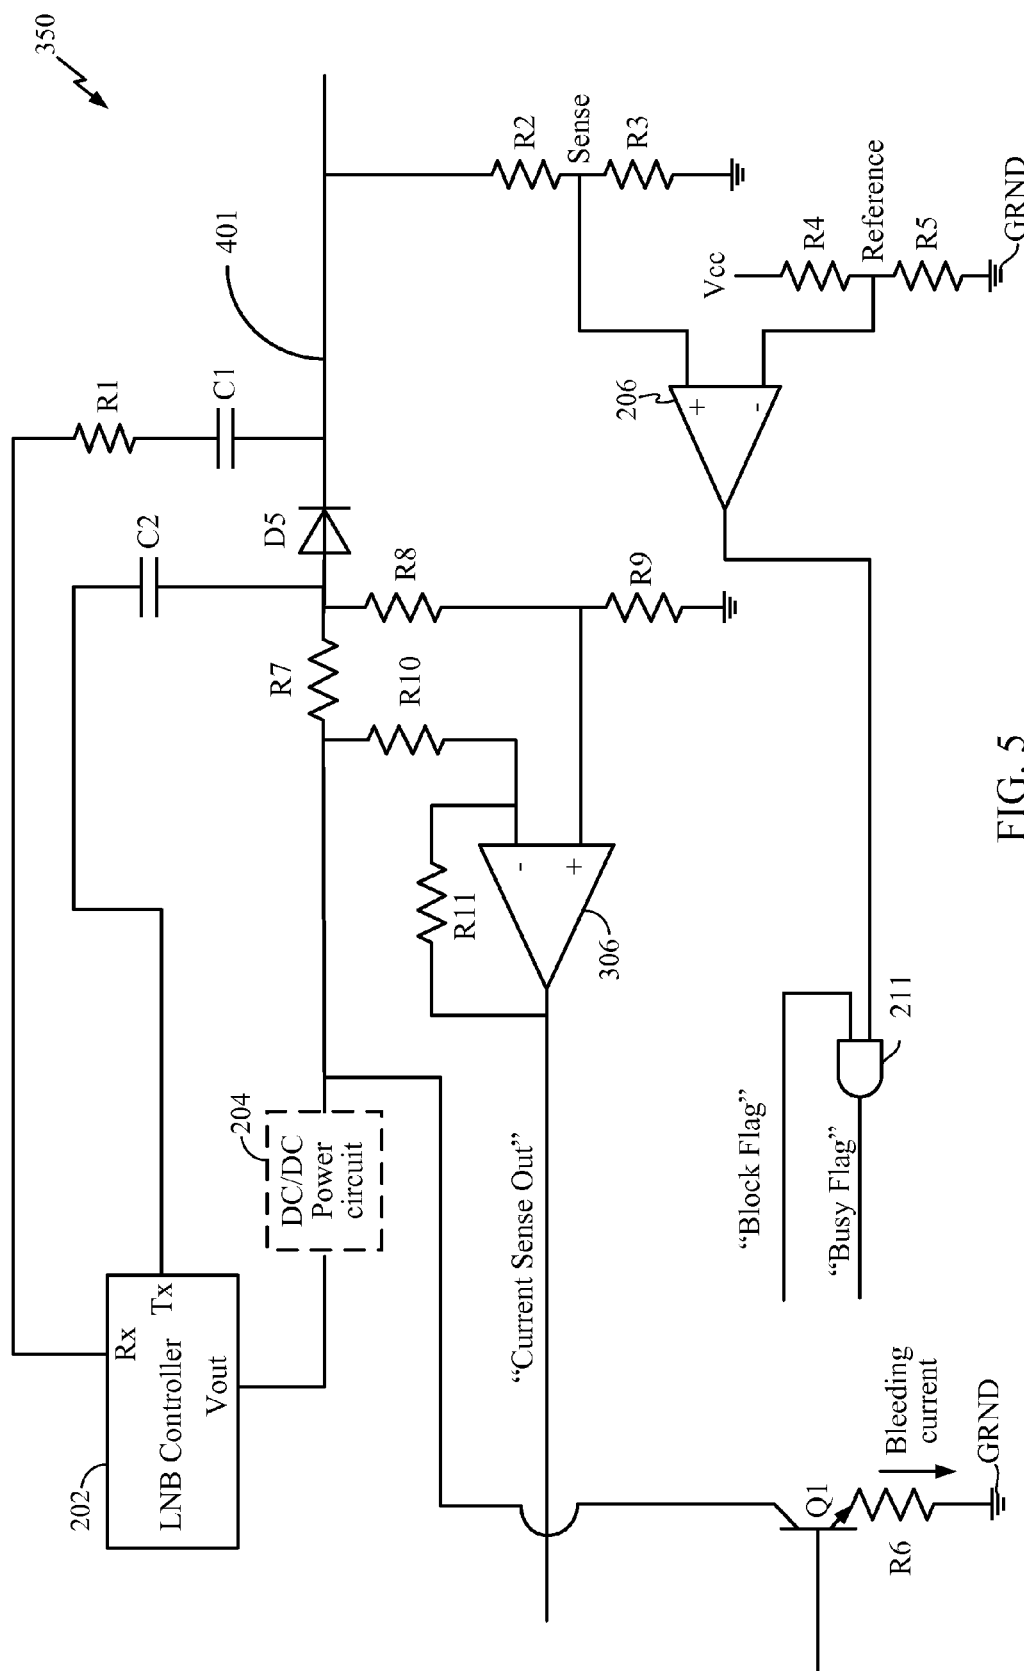 350
401
R1
C1
C2
D5
R2
Sense
R3
R4
Vcc
Reference
R5
GRND
206
+
-
R8
R9
R7
R10
R11
-
+
306
Rx
Tx
LNB Controller
Vout
202
204
DC/DC
Power
circuit
“Current Sense Out”
“Block Flag”
“Busy Flag”
211
Q1
Bleeding
current
R6
GRND
FIG. 5